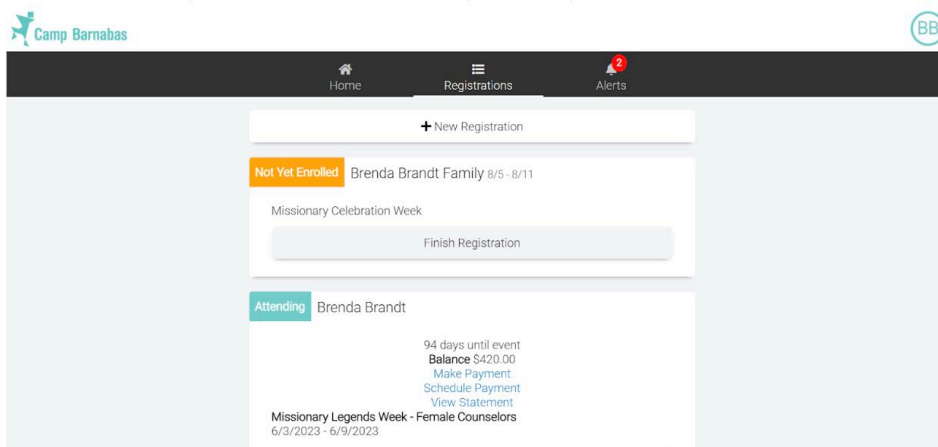 Camp Barnabas
BB
Home
Registrations
2
Alerts
+ New Registration
Not Yet Enrolled Brenda Brandt Family 8/5 - 8/11
Missionary Celebration Week
Finish Registration
Attending Brenda Brandt
94 days until event
Balance $420.00
Make Payment
Schedule Payment
View Statement
Missionary Legends Week - Female Counselors
6/3/2023 - 6/9/2023